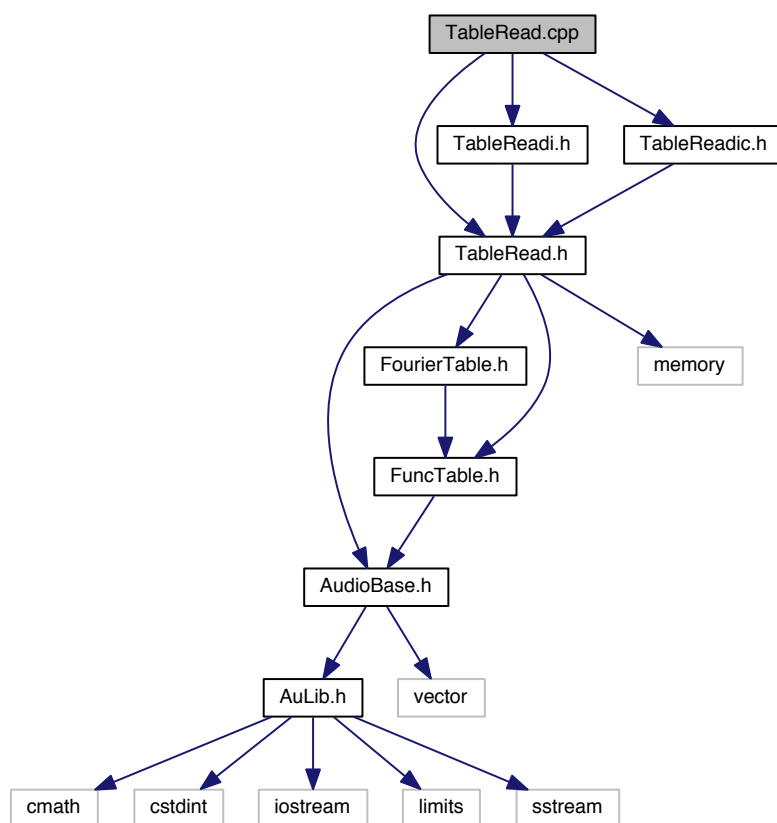 TableRead.cpp
TableReadi.h
TableReadic.h
TableRead.h
FourierTable.h
memory
FuncTable.h
AudioBase.h
AuLib.h
vector
cmath
cstdint
iostream
limits
sstream